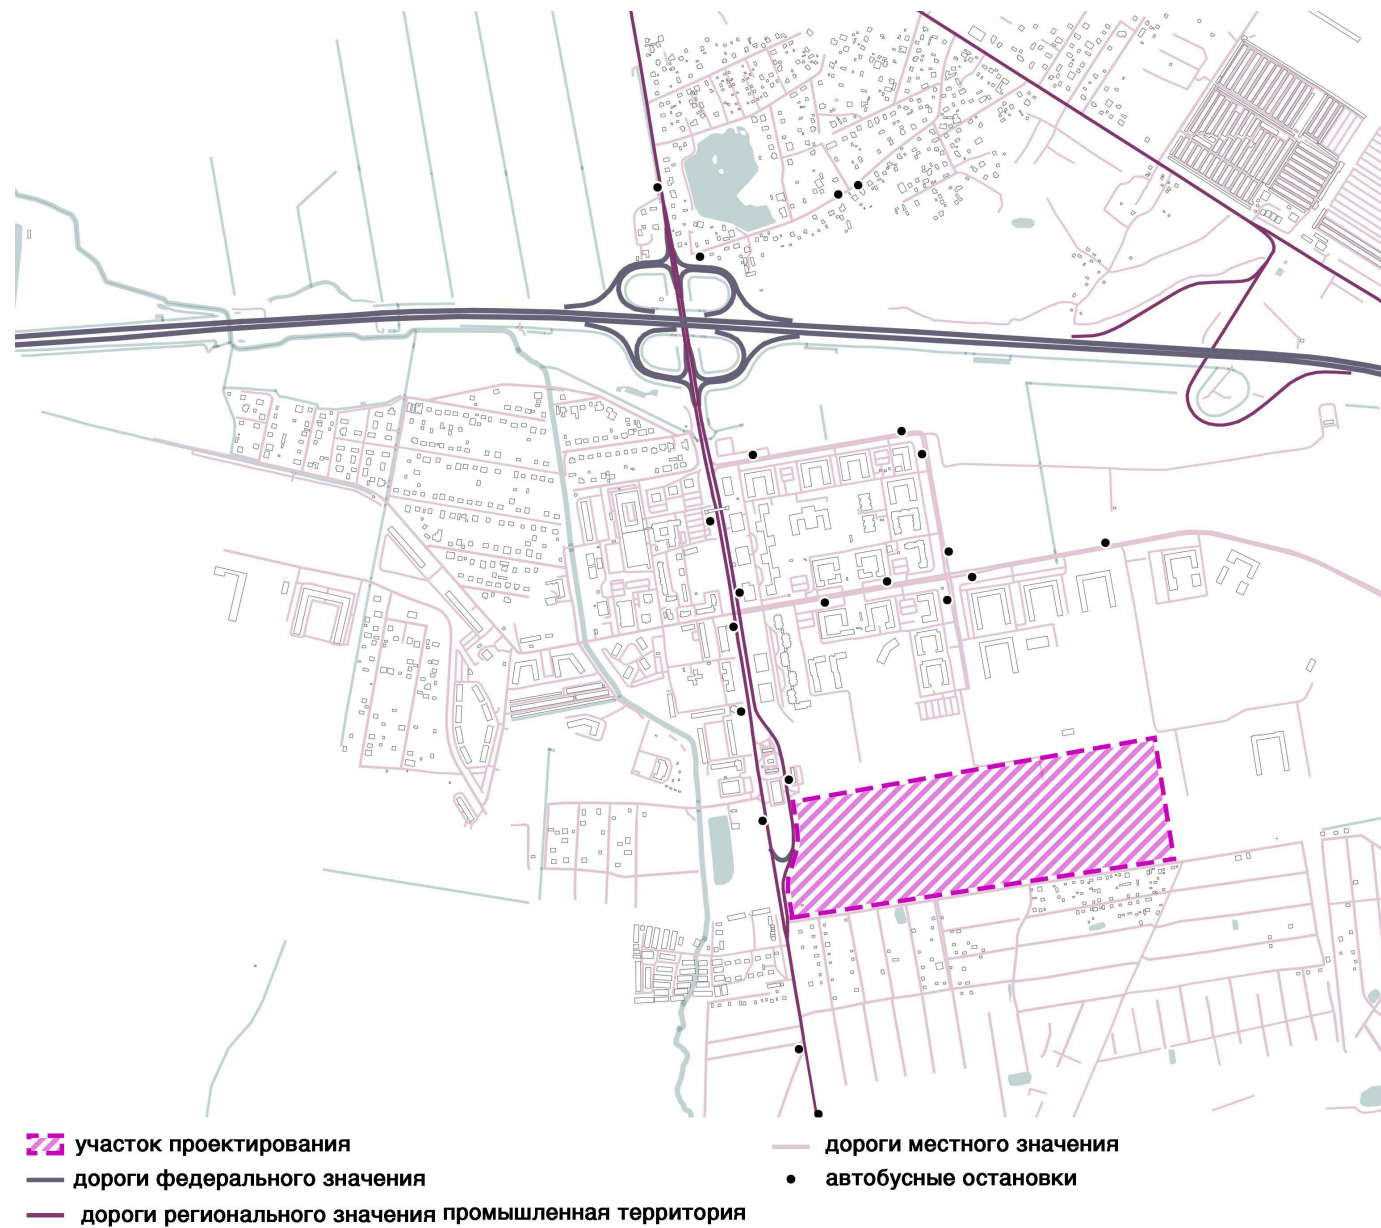 участок проектирования
дороги федерального значения
дороги регионального значения промышленная территория
дороги местного значения
автобусные остановки